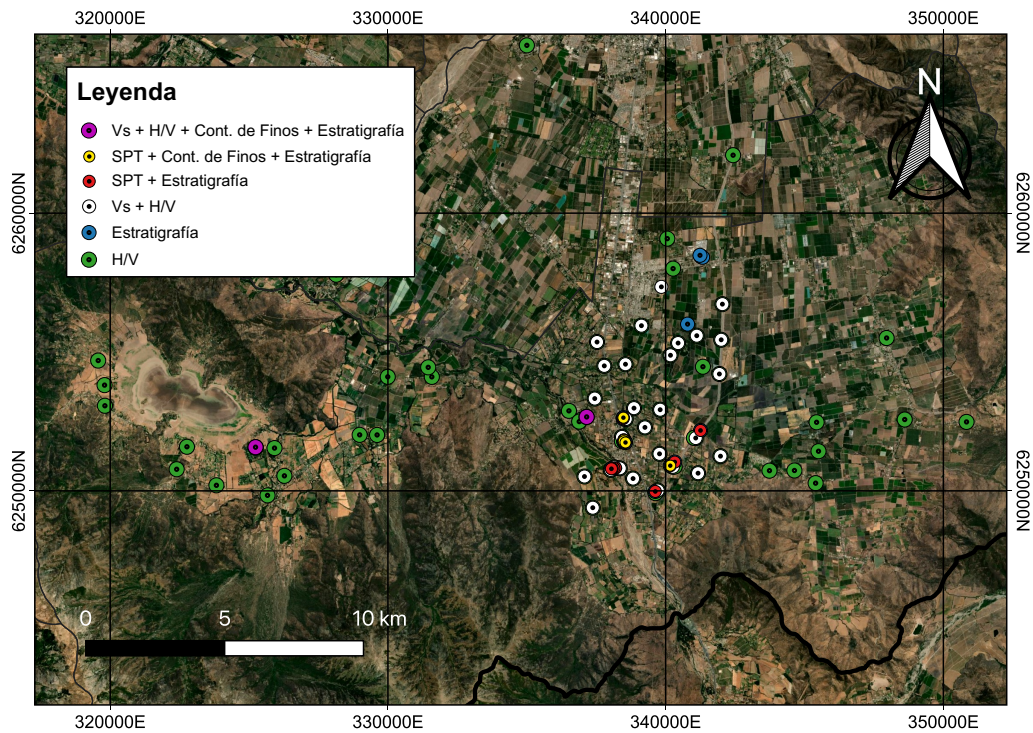 320000E 330000E 340000E 350000E
N
Leyenda
Vs + H/V + Cont. de Finos + Estratigrafía
SPT + Cont. de Finos + Estratigrafía
SPT + Estratigrafía
Vs + H/V
Estratigrafía
H/V
6260000N 6260000N
6250000N 6250000N
0 5 10 km
320000E 330000E 340000E 350000E